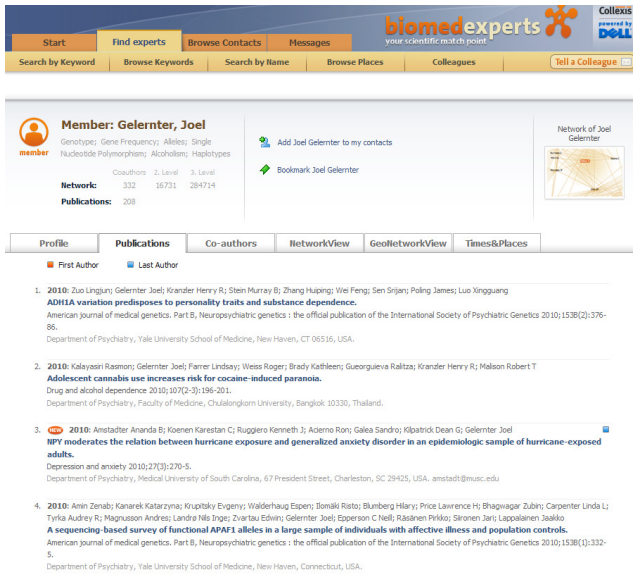 Collexis
powered by
DELL
biomedexperts
your scientific match point
Start Find experts Browse Contacts Messages
Search by Keyword Browse Keywords Search by Name Browse Places Colleagues Tell a Colleague
member
Member: Gelernter, Joel
Genotype; Gene Frequency; Alleles; Single
Nucleotide Polymorphism; Alcoholism; Haplotypes
Coauthors 2. Level 3. Level
Network: 332 16731 284714
Publications: 208
Add Joel Gelernter to my contacts
Bookmark Joel Gelernter
Network of Joel
Gelernter
Profile Publications Co-authors NetworkView GeoNetworkView Times&Places
First Author Last Author
1. 2010: Zuo Lingjun; Gelernter Joel; Kranzler Henry R; Stein Murray B; Zhang Huiping; Wei Feng; Sen Srijan; Poling James; Luo Xingguang
ADH1A variation predisposes to personality traits and substance dependence.
American journal of medical genetics. Part B, Neuropsychiatric genetics : the official publication of the International Society of Psychiatric Genetics 2010;153B(2):376-
86.
Department of Psychiatry, Yale University School of Medicine, New Haven, CT 06516, USA.
2. 2010: Kalayasiri Rasmon; Gelernter Joel; Farrer Lindsay; Weiss Roger; Brady Kathleen; Gueorguieva Ralitza; Kranzler Henry R; Malison Robert T
Adolescent cannabis use increases risk for cocaine-induced paranoia.
Drug and alcohol dependence 2010;107(2-3):196-201.
Department of Psychiatry, Faculty of Medicine, Chulalongkorn University, Bangkok 10330, Thailand.
3. NEW 2010: Amstadter Ananda B; Koenen Karestan C; Ruggiero Kenneth J; Acierno Ron; Galea Sandro; Kilpatrick Dean G; Gelernter Joel
NPY moderates the relation between hurricane exposure and generalized anxiety disorder in an epidemiologic sample of hurricane-exposed
adults.
Depression and anxiety 2010;27(3):270-5.
Department of Psychiatry, Medical University of South Carolina, 67 President Street, Charleston, SC 29425, USA. amstadt@musc.edu
4. 2010: Amin Zenab; Kanarek Katarzyna; Krupitsky Evgeny; Walderhaug Espen; Ilomäki Risto; Blumberg Hilary; Price Lawrence H; Bhagwagar Zubin; Carpenter Linda L;
Tyrka Audrey R; Magnusson Andres; Landrø Nils Inge; Zvartau Edwin; Gelernter Joel; Epperson C Neill; Räsänen Pirkko; Siironen Jari; Lappalainen Jaakko
A sequencing-based survey of functional APAF1 alleles in a large sample of individuals with affective illness and population controls.
American journal of medical genetics. Part B, Neuropsychiatric genetics : the official publication of the International Society of Psychiatric Genetics 2010;153B(1):332-
5.
Department of Psychiatry, Yale University School of Medicine, New Haven, Connecticut, USA.